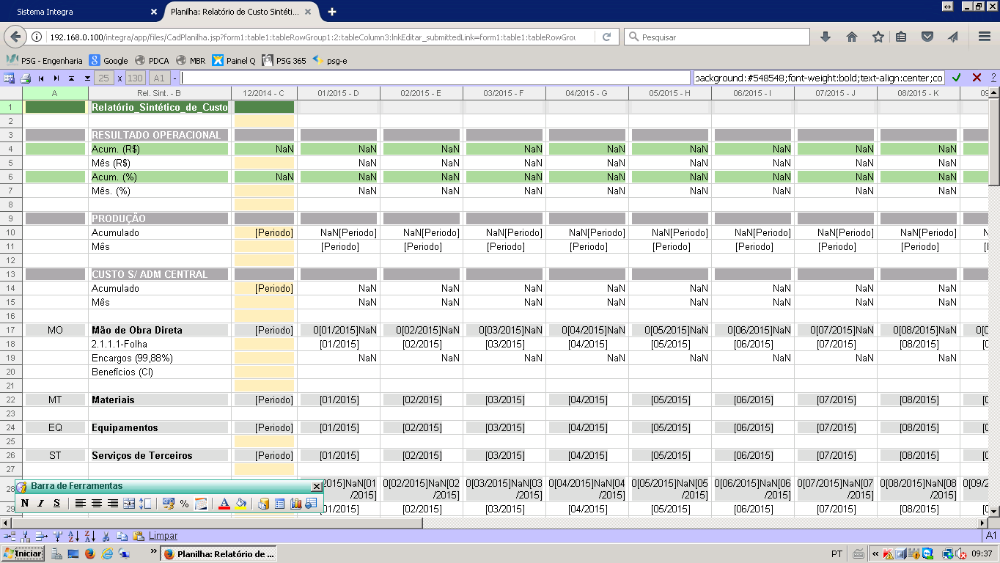 Sistema Integra
Planilha: Relatório de Custo Sintéti...
192.168.0.100/integra/app/files/CadPlanilha.jsp?form1:table1:tableRowGroup1:2:tableColumn3:lnkEditar_submittedLink=form1:table1:tableRowGrou
Pesquisar
PSG - Engenharia Google PDCA MBR Painel Q PSG 365 psg-e
25 x 130 A1 - background:#548548;font-weight:bold;text-align:center;co
A Rel. Sint. - B 12/2014 - C 01/2015 - D 02/2015 - E 03/2015 - F 04/2015 - G 05/2015 - H 06/2015 - I 07/2015 - J 08/2015 - K 09
1 Relatório_Sintético_de_Custo
2
3 RESULTADO OPERACIONAL
4 Acum. (R$) NaN NaN NaN NaN NaN NaN NaN NaN NaN
5 Mês (R$) NaN NaN NaN NaN NaN NaN NaN NaN
6 Acum. (%) NaN NaN NaN NaN NaN NaN NaN NaN NaN
7 Mês. (%) NaN NaN NaN NaN NaN NaN NaN NaN
8
9 PRODUÇÃO
10 Acumulado [Periodo] NaN[Periodo] NaN[Periodo] NaN[Periodo] NaN[Periodo] NaN[Periodo] NaN[Periodo] NaN[Periodo] NaN[Periodo] N
11 Mês [Periodo] [Periodo] [Periodo] [Periodo] [Periodo] [Periodo] [Periodo] [Periodo] [
12
13 CUSTO S/ ADM CENTRAL
14 Acumulado [Periodo] NaN NaN NaN NaN NaN NaN NaN NaN
15 Mês NaN NaN NaN NaN NaN NaN NaN NaN
16
17 MO Mão de Obra Direta [Periodo] 0[01/2015]NaN 0[02/2015]NaN 0[03/2015]NaN 0[04/2015]NaN 0[05/2015]NaN 0[06/2015]NaN 0[07/2015]NaN 0[08/2015]NaN 0[0
18 2.1.1.1-Folha [01/2015] [02/2015] [03/2015] [04/2015] [05/2015] [06/2015] [07/2015] [08/2015] [0
19 Encargos (99,88%) NaN NaN NaN NaN NaN NaN NaN NaN
20 Benefícios (CI)
21
22 MT Materiais [Periodo] [01/2015] [02/2015] [03/2015] [04/2015] [05/2015] [06/2015] [07/2015] [08/2015] [0
23
24 EQ Equipamentos [Periodo] [01/2015] [02/2015] [03/2015] [04/2015] [05/2015] [06/2015] [07/2015] [08/2015] [0
25
26 ST Serviços de Terceiros [Periodo] [01/2015] [02/2015] [03/2015] [04/2015] [05/2015] [06/2015] [07/2015] [08/2015] [0
27
28 2015]NaN[01 0[02/2015]NaN[02 0[03/2015]NaN[03 0[04/2015]NaN[04 0[05/2015]NaN[05 0[06/2015]NaN[06 0[07/2015]NaN[07 0[08/2015]NaN[08 0[09/2
/2015] /2015] /2015] /2015] /2015] /2015] /2015] /2015]
Barra de Ferramentas
N I S %  A
29 01/2015] [02/2015] [03/2015] [04/2015] [05/2015] [06/2015] [07/2015] [08/2015] [0
Limpar A1
Iniciar » Planilha: Relatório de ... PT « 09:37